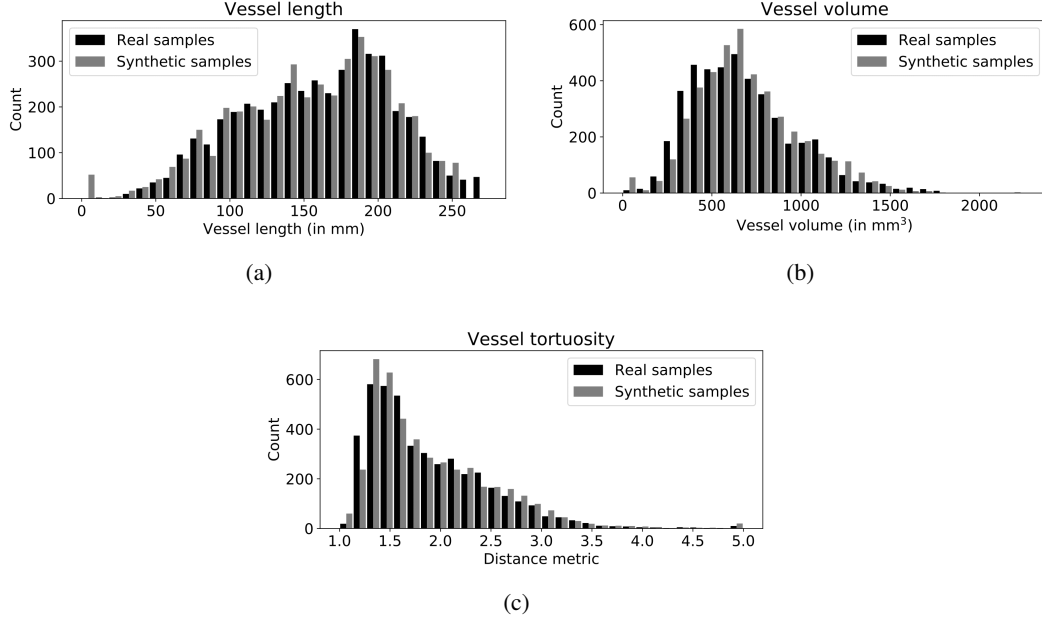 Vessel length
300
200
100
0
Count
Real samples
Synthetic samples
0 50 100 150 200 250
Vessel length (in mm)
(a)
Vessel volume
600
400
200
0
Count
Real samples
Synthetic samples
0 500 1000 1500 2000
Vessel volume (in mm³)
(b)
Vessel tortuosity
600
400
200
0
Count
Real samples
Synthetic samples
1.0 1.5 2.0 2.5 3.0 3.5 4.0 4.5 5.0
Distance metric
(c)